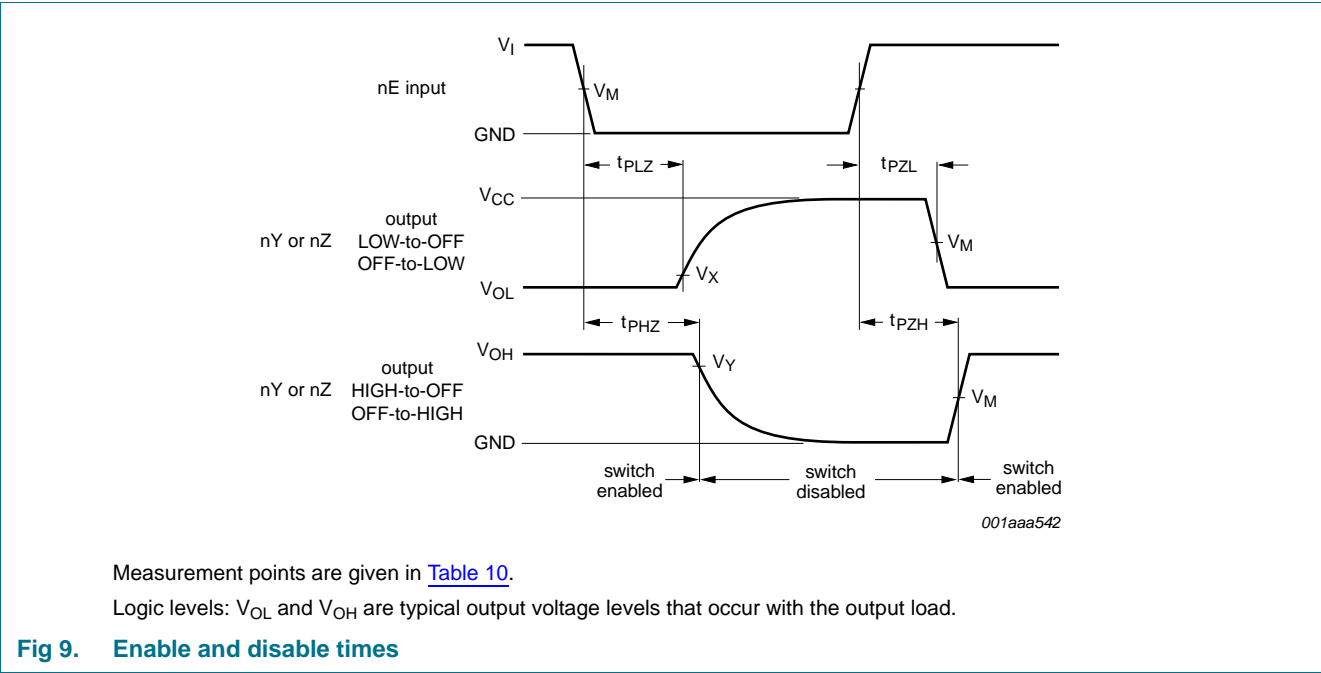 VI
nE input
VM
GND
tPLZ
tPZL
VCC
output
nY or nZ LOW-to-OFF
OFF-to-LOW
VM
VX
VOL
tPHZ
tPZH
VOH
VY
output
nY or nZ HIGH-to-OFF
OFF-to-HIGH
VM
GND
switch
enabled
switch
disabled
switch
enabled
001aaa542
Measurement points are given in Table 10.
Logic levels: VOL and VOH are typical output voltage levels that occur with the output load.
Fig 9. Enable and disable times